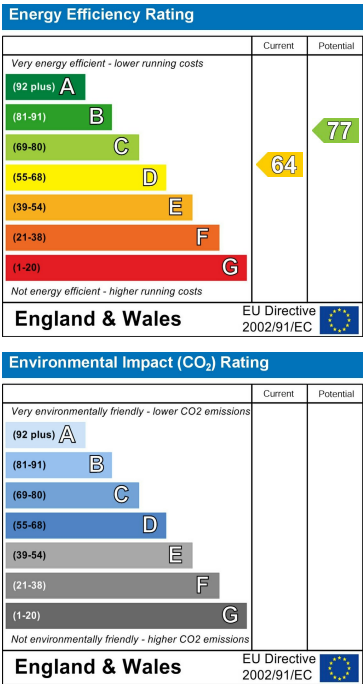 Energy Efficiency Rating
Current Potential
Very energy efficient - lower running costs
(92 plus) A
(81-91) B
(69-80) C
(55-68) D
(39-54) E
(21-38) F
(1-20) G
64
77
Not energy efficient - higher running costs
England & Wales
EU Directive
2002/91/EC
Environmental Impact (CO₂) Rating
Current Potential
Very environmentally friendly - lower CO2 emissions
(92 plus) A
(81-91) B
(69-80) C
(55-68) D
(39-54) E
(21-38) F
(1-20) G
Not environmentally friendly - higher CO2 emissions
England & Wales
EU Directive
2002/91/EC